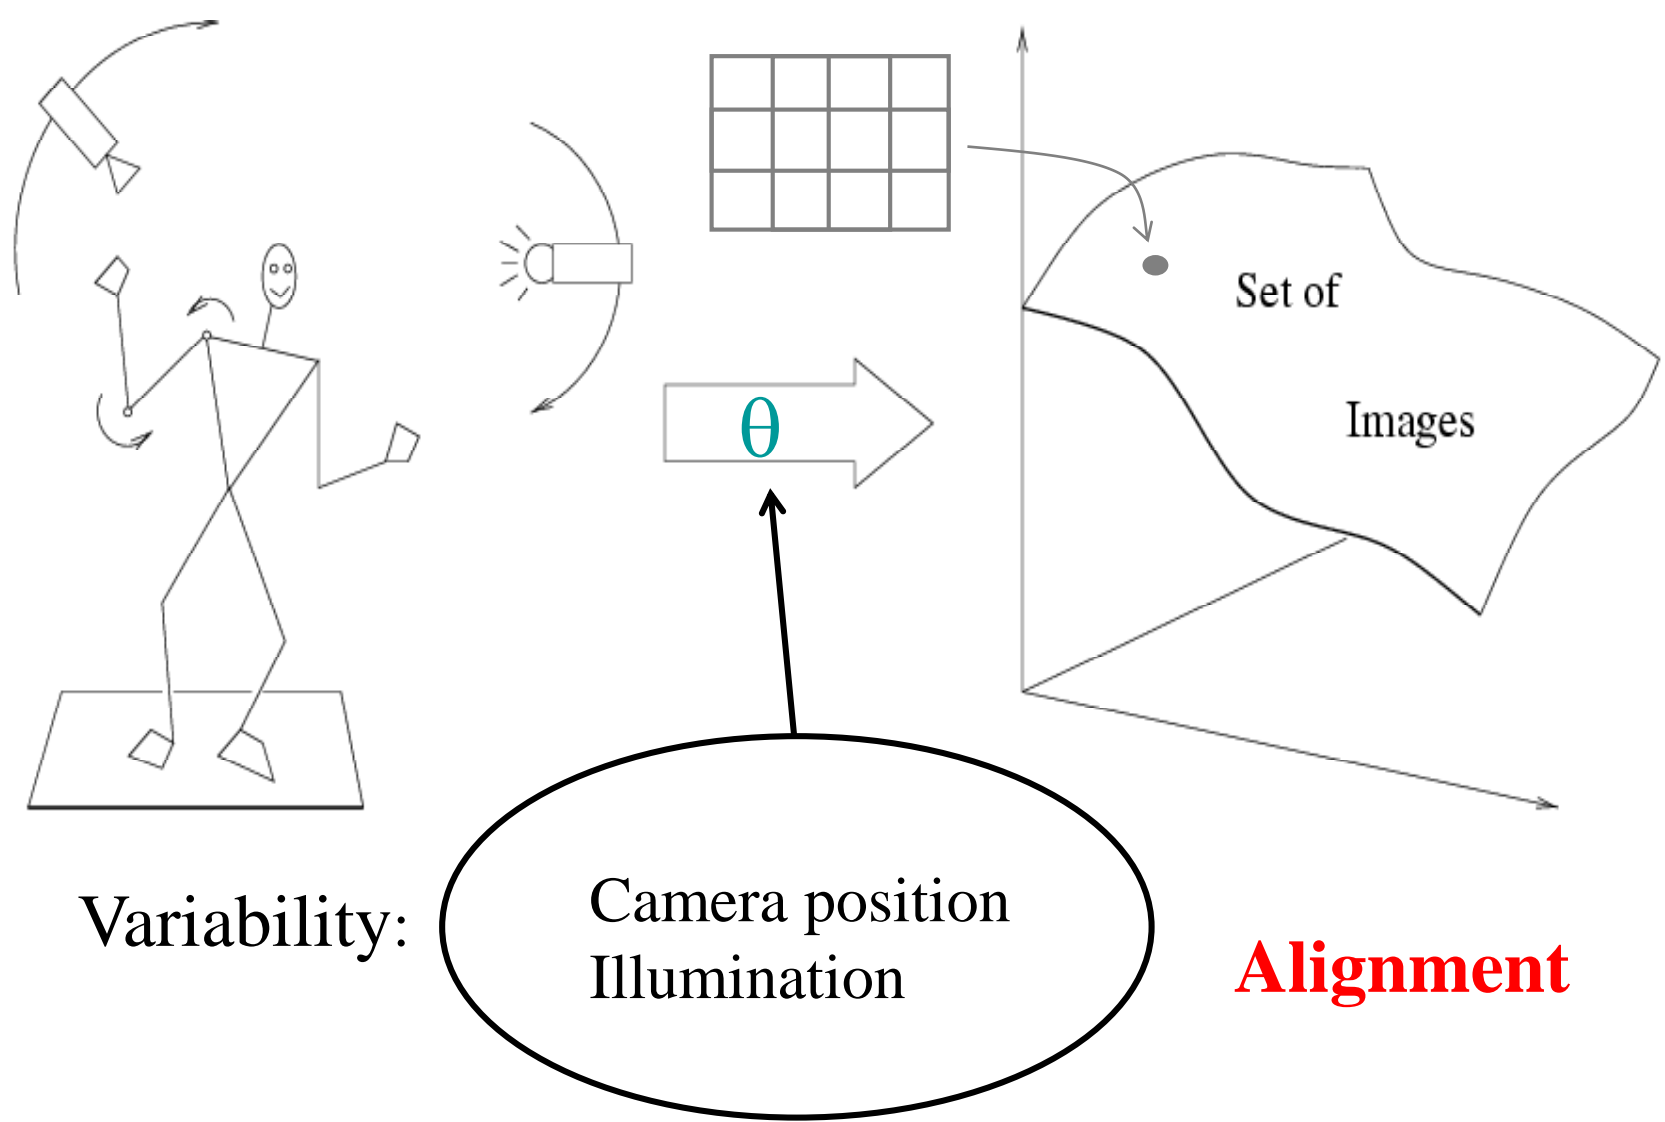 Set of
Images
θ
Variability:
Camera position
Illumination
Alignment